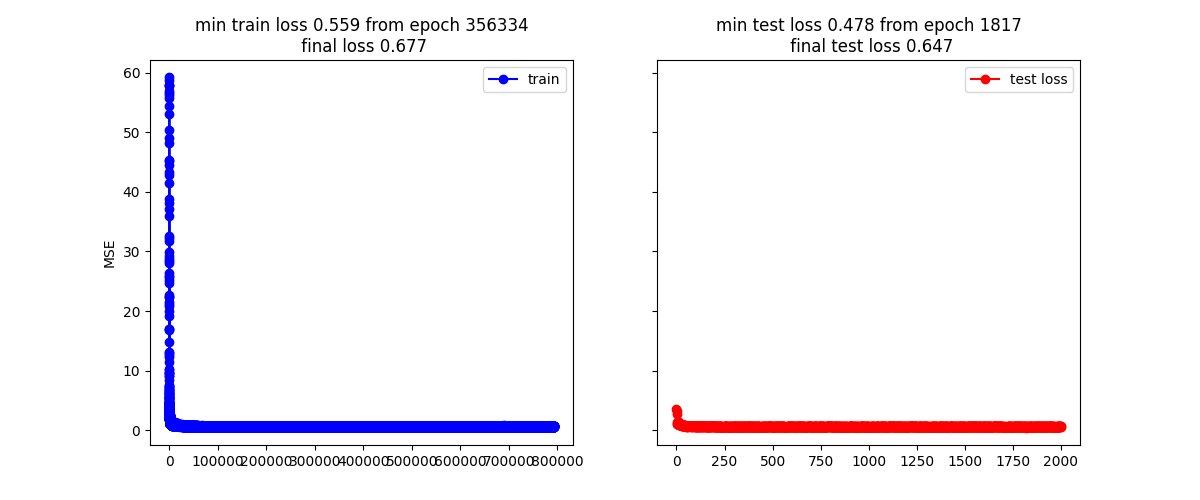 min train loss 0.559 from epoch 356334
final loss 0.677
min test loss 0.478 from epoch 1817
final test loss 0.647
train
test loss
60
50
40
30
20
10
0
MSE
0 100000 200000 300000 400000 500000 600000 700000 800000
0 250 500 750 1000 1250 1500 1750 2000